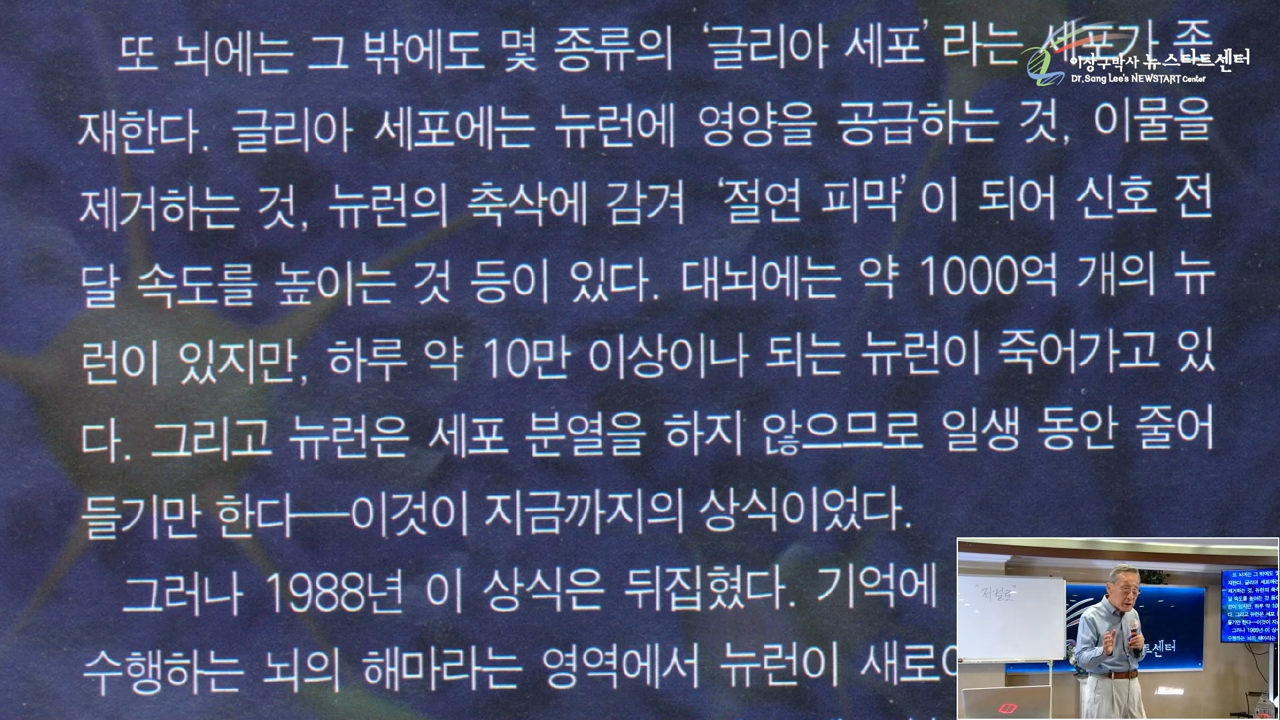 또 뇌에는 그 밖에도 몇 종류의 ‘글리아 세포’라는 세포가 존
재한다. 글리아 세포에는 뉴런에 영양을 공급하는 것, 이물을
제거하는 것, 뉴런의 축삭에 감겨 ‘절연 피막’이 되어 신호 전
달 속도를 높이는 것 등이 있다. 대뇌에는 약 1000억 개의 뉴
런이 있지만, 하루 약 10만 이상이나 되는 뉴런이 죽어가고 있
다. 그리고 뉴런은 세포 분열을 하지 않으므로 일생 동안 줄어
들기만 한다—이것이 지금까지의 상식이었다.
그러나 1988년 이 상식은 뒤집혔다. 기억에
수행하는 뇌의 해마라는 영역에서 뉴런이 새로
이상구박사 뉴스타트센터
Dr. Sang Lee's NEWSTART Center